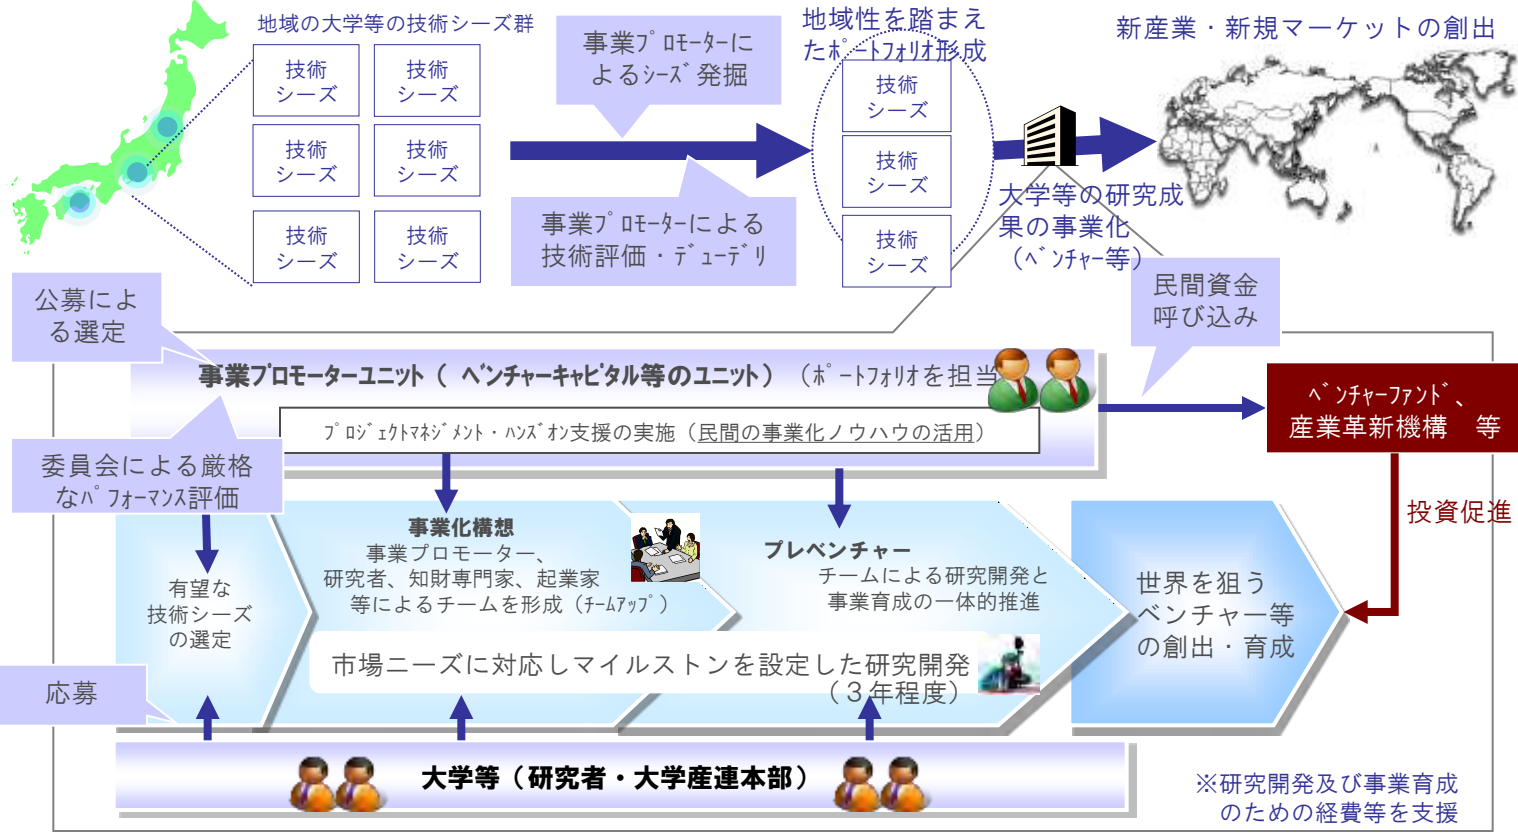 地域の大学等の技術シーズ群
技術
シーズ
技術
シーズ
技術
シーズ
技術
シーズ
技術
シーズ
技術
シーズ
事業ﾌﾟﾛﾓｰﾀｰに
よるｼｰｽﾞ発掘
事業ﾌﾟﾛﾓｰﾀｰによる
技術評価・ﾃﾞｭｰﾃﾞﾘ
地域性を踏まえ
たﾎﾟｰﾄﾌｫﾘｵ形成
技術
シーズ
技術
シーズ
技術
シーズ
新産業・新規マーケットの創出
大学等の研究成
果の事業化
（ﾍﾞﾝﾁｬｰ等）
公募によ
る選定
民間資金
呼び込み
事業プロモーターユニット（ ベンチャーキャピタル等のユニット）（ﾎﾟｰﾄﾌｫﾘｵを担当
ﾌﾟﾛｼﾞｪｸﾄﾏﾈｼﾞﾒﾝﾄ・ﾊﾝｽﾞｵﾝ支援の実施（民間の事業化ノウハウの活用）
ﾍﾞﾝﾁｬｰﾌｧﾝﾄﾞ、
産業革新機構　等
委員会による厳格
なﾊﾟﾌｫｰﾏﾝｽ評価
投資促進
有望な
技術シーズ
の選定
事業化構想
事業プロモーター、
研究者、知財専門家、起業家
等によるチームを形成（ﾁｰﾑｱｯﾌﾟ）
プレベンチャー
チームによる研究開発と
事業育成の一体的推進
世界を狙う
ベンチャー等
の創出・育成
市場ニーズに対応しマイルストンを設定した研究開発
（３年程度）
応募
大学等（研究者・大学産連本部）
※研究開発及び事業育成
のための経費等を支援